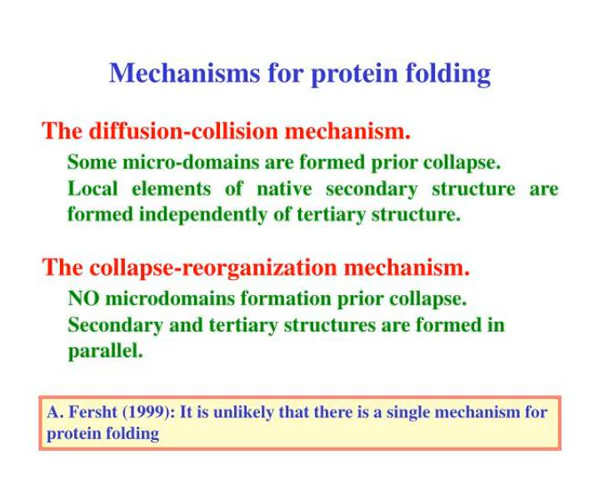 Mechanisms for protein folding
The diffusion-collision mechanism.
Some micro-domains are formed prior collapse.
Local elements of native secondary structure are
formed independently of tertiary structure.
The collapse-reorganization mechanism.
NO microdomains formation prior collapse.
Secondary and tertiary structures are formed in
parallel.
A. Fersht (1999): It is unlikely that there is a single mechanism for
protein folding